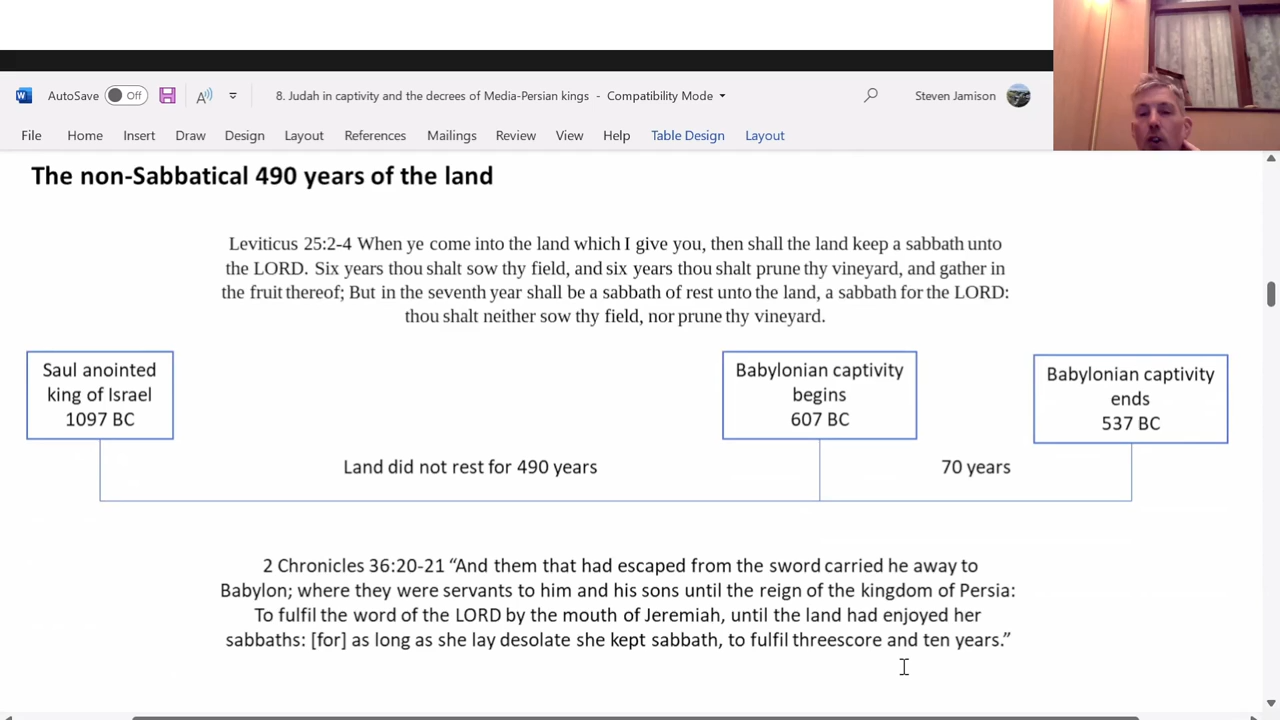 AutoSave Off 8. Judah in captivity and the decrees of Media-Persian kings - Compatibility Mode Steven Jamison
File Home Insert Draw Design Layout References Mailings Review View Help Table Design Layout
The non-Sabbatical 490 years of the land
Leviticus 25:2-4 When ye come into the land which I give you, then shall the land keep a sabbath unto
the LORD. Six years thou shalt sow thy field, and six years thou shalt prune thy vineyard, and gather in
the fruit thereof; But in the seventh year shall be a sabbath of rest unto the land, a sabbath for the LORD:
thou shalt neither sow thy field, nor prune thy vineyard.
Saul anointed
king of Israel
1097 BC
Babylonian captivity
begins
607 BC
Babylonian captivity
ends
537 BC
Land did not rest for 490 years
70 years
2 Chronicles 36:20-21 “And them that had escaped from the sword carried he away to
Babylon; where they were servants to him and his sons until the reign of the kingdom of Persia:
To fulfil the word of the LORD by the mouth of Jeremiah, until the land had enjoyed her
sabbaths: [for] as long as she lay desolate she kept sabbath, to fulfil threescore and ten years.”